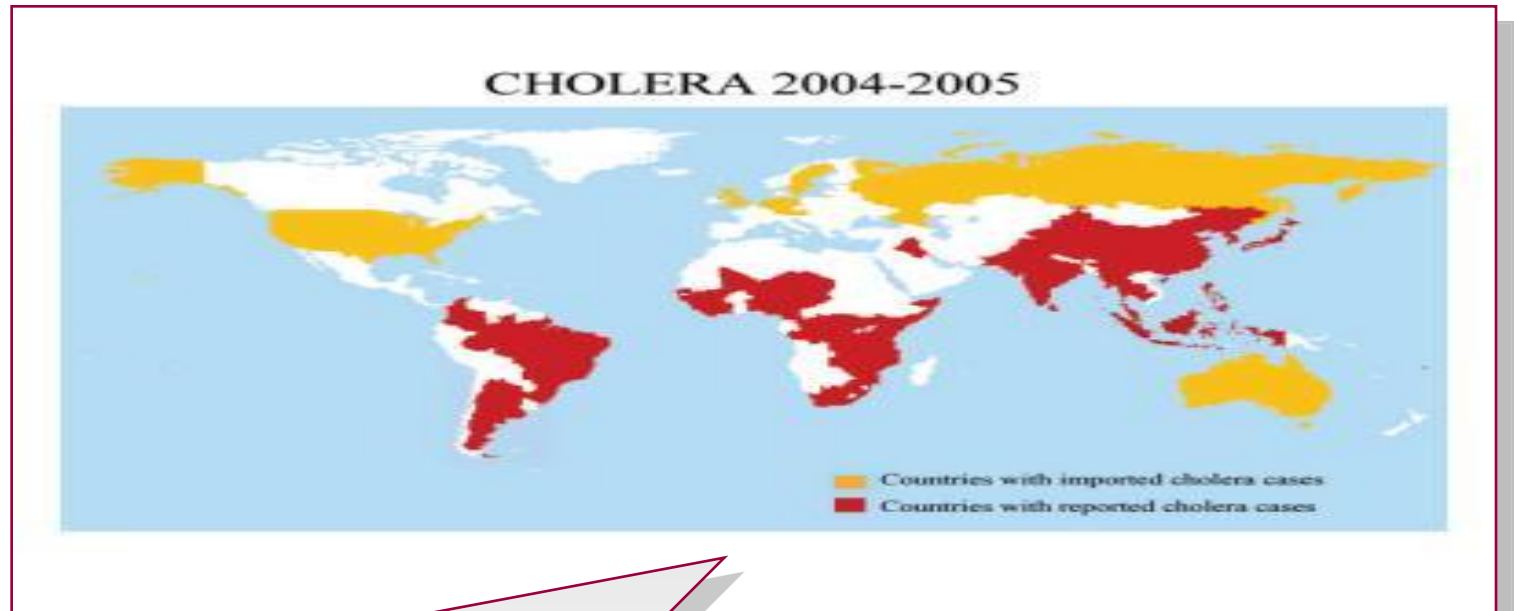 CHOLERA 2004-2005
Countries with imported cholera cases
Countries with reported cholera cases